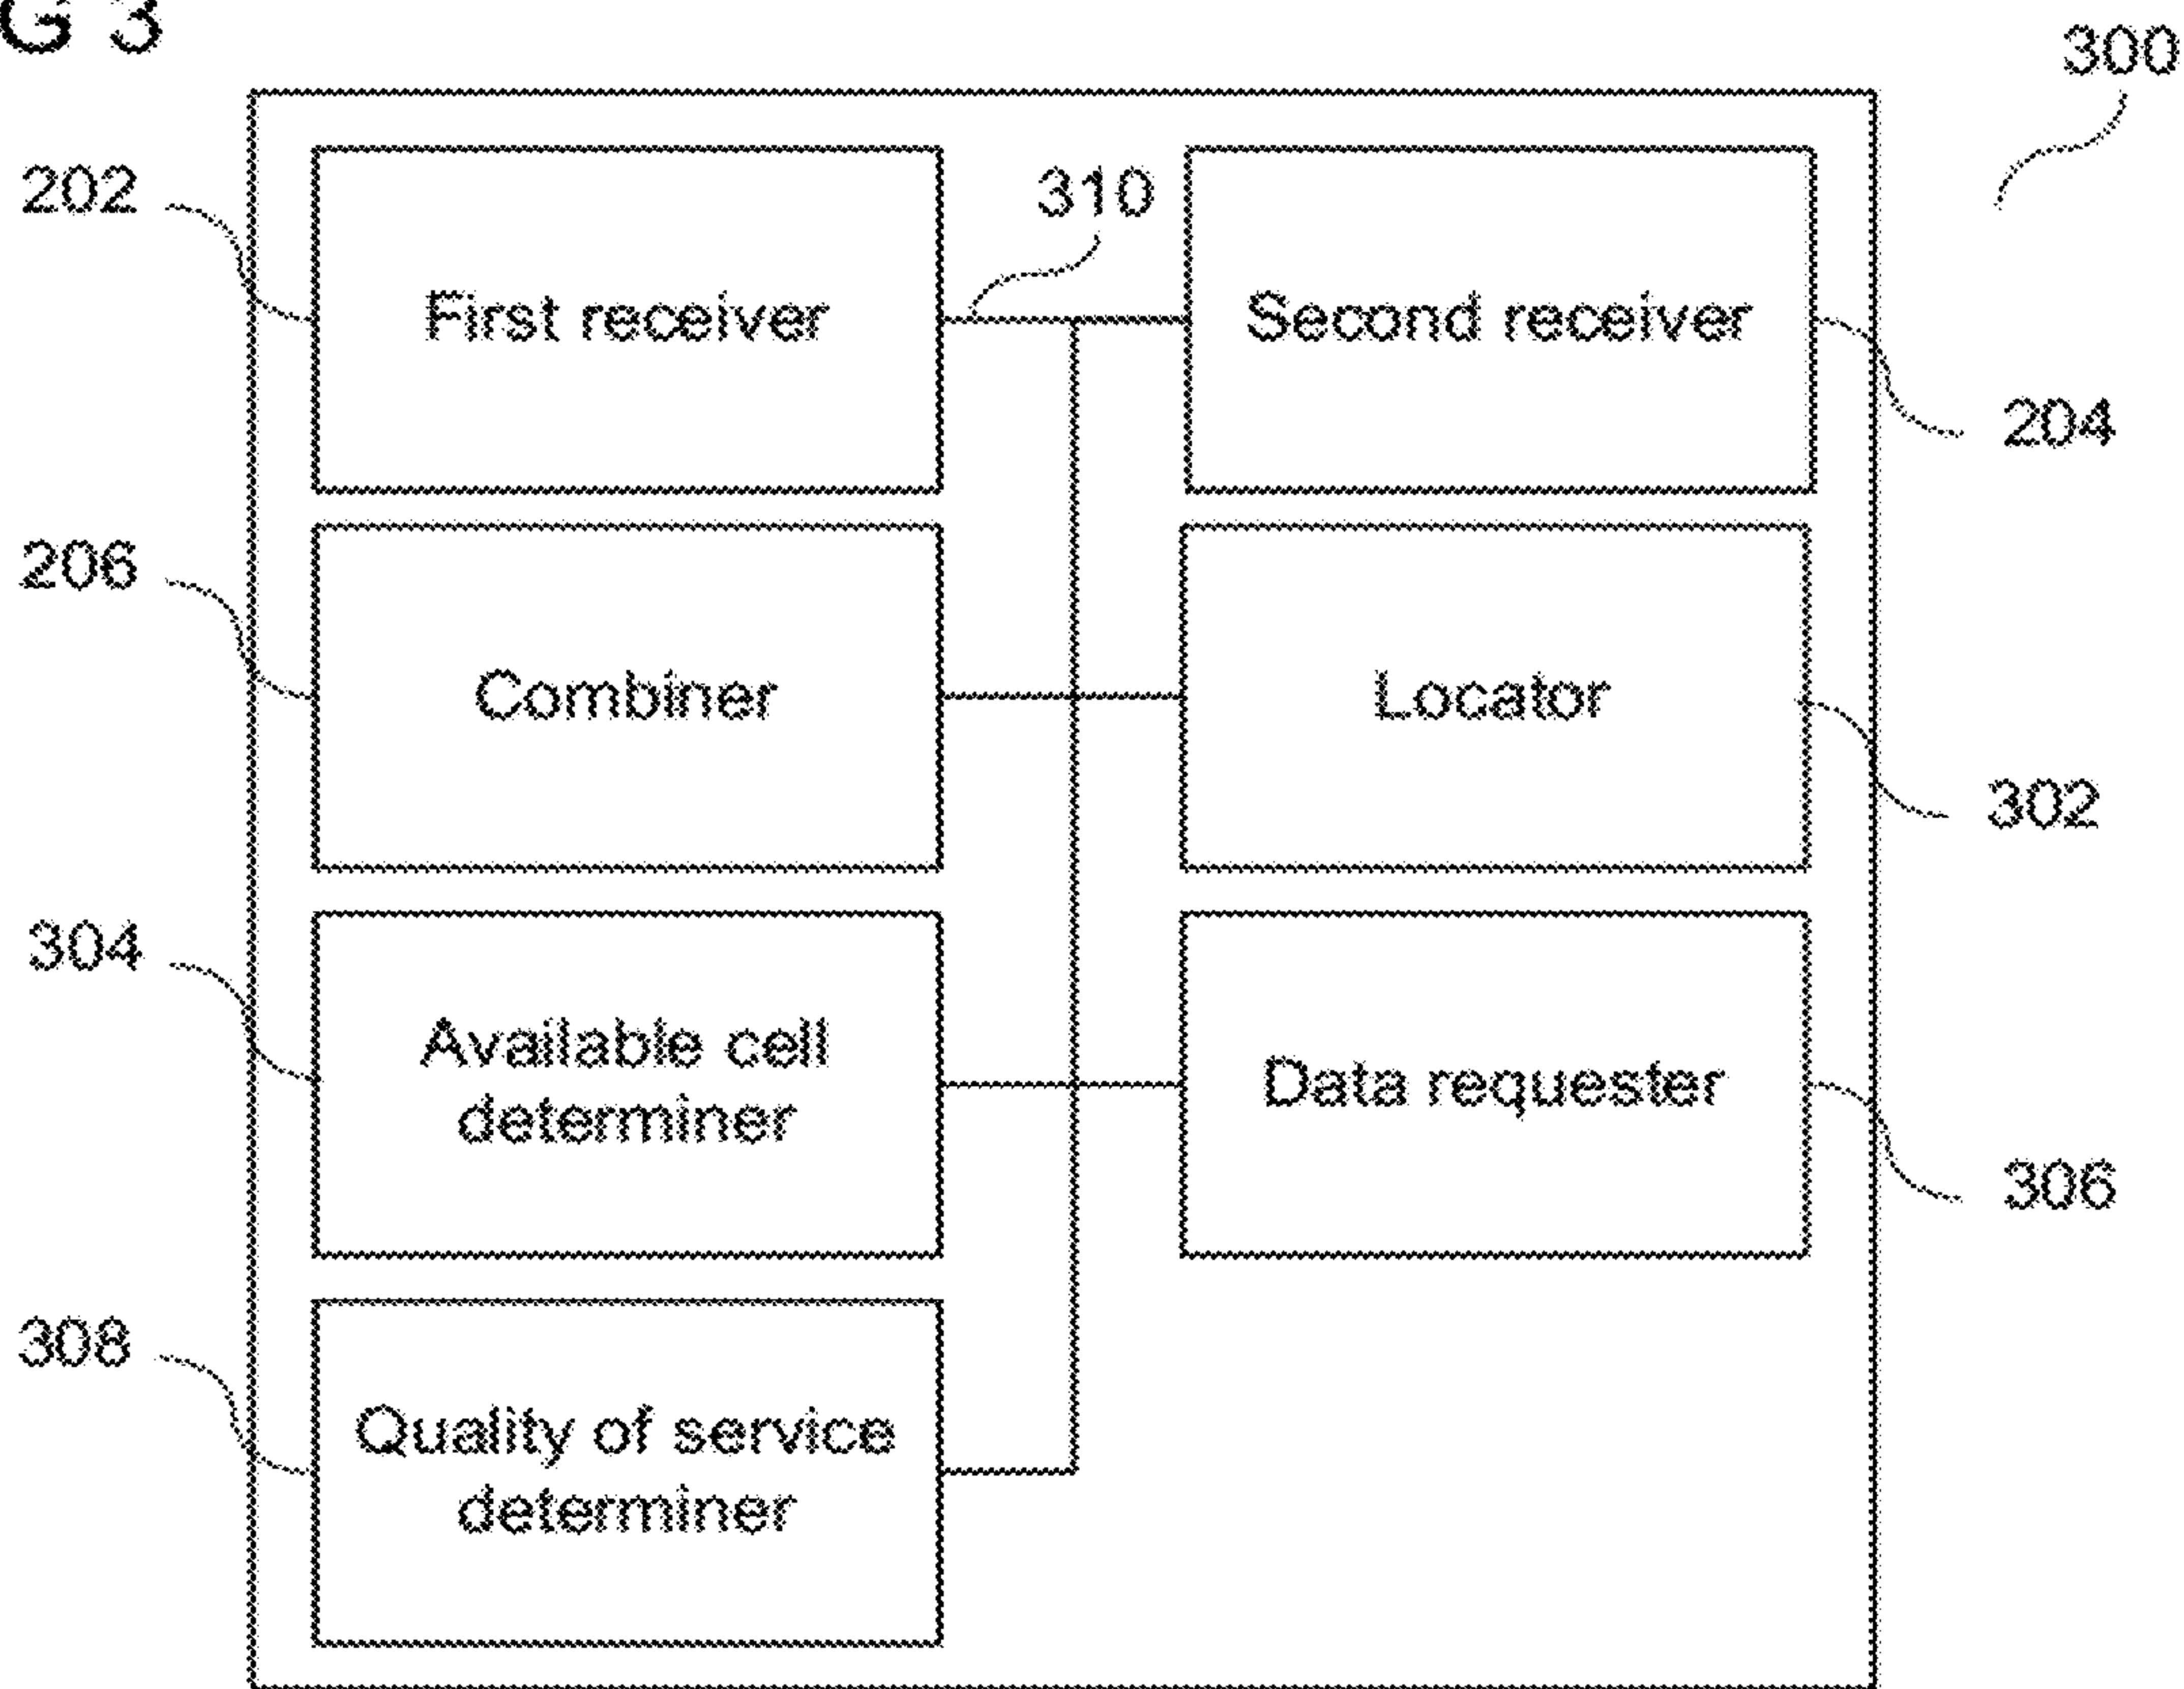 G 3
300
202
310
First receiver
Second receiver
204
206
Combiner
Locator
302
304
Available cell
determiner
Data requester
306
308
Quality of service
determiner